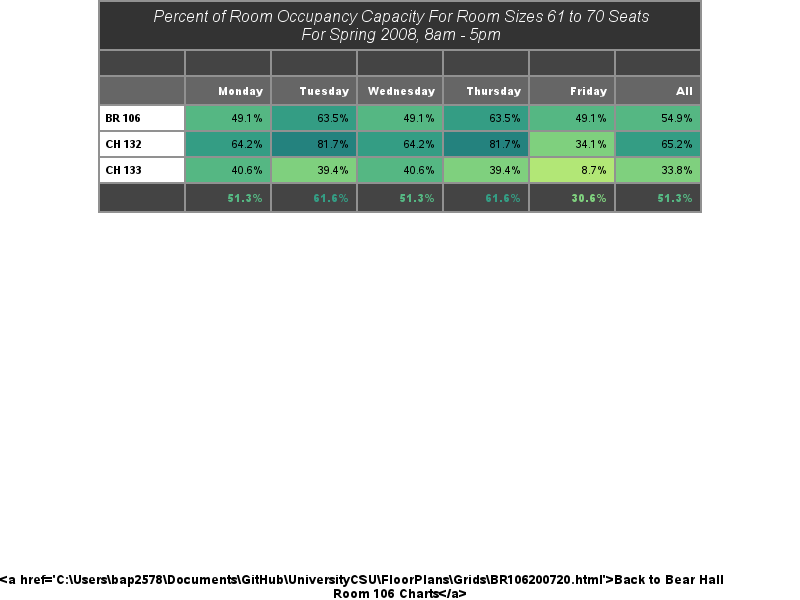 Percent of Room Occupancy Capacity For Room Sizes 61 to 70 Seats
For Spring 2008, 8am - 5pm
Monday Tuesday Wednesday Thursday Friday All
BR 106 49.1% 63.5% 49.1% 63.5% 49.1% 54.9%
CH 132 64.2% 81.7% 64.2% 81.7% 34.1% 65.2%
CH 133 40.6% 39.4% 40.6% 39.4% 8.7% 33.8%
51.3% 61.6% 51.3% 61.6% 30.6% 51.3%
<a href='C:\Users\bap2578\Documents\GitHub\UniversityCSU\FloorPlans\Grids\BR106200720.html'>Back to Bear Hall
Room 106 Charts</a>